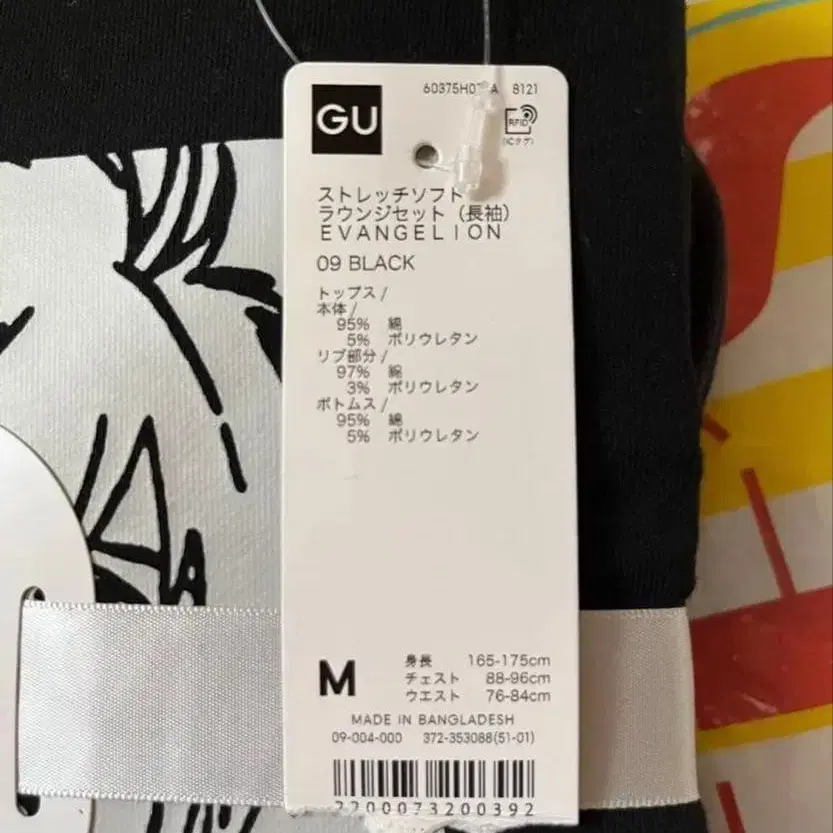 GU
8121
RFID
(ICタグ)
ストレッチソフト
ラウンジセット (長袖)
EVANGELION
09 BLACK
トップス/
本体/
95% 綿
5% ポリウレタン
リブ部分/
97% 綿
3% ポリウレタン
ボトムス/
95% 綿
5% ポリウレタン
M
身長 165-175cm
チェスト 88-96cm
ウエスト 76-84cm
MADE IN BANGLADESH
09-004-000 372-353088(51-01)
2200073200392